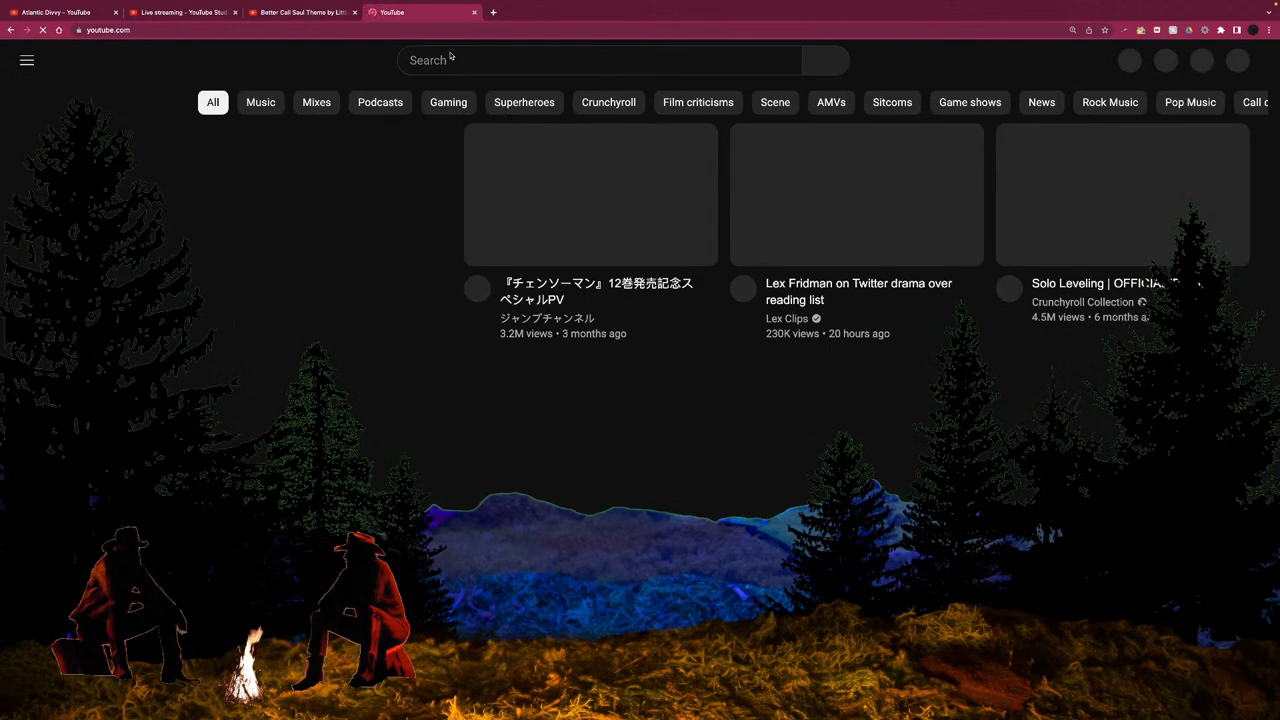 Atlantic Divvy - YouTube
Live streaming - YouTube Stud
Better Call Saul Theme by Littl
YouTube
youtube.com
Search
All
Music
Mixes
Podcasts
Gaming
Superheroes
Crunchyroll
Film criticisms
Scene
AMVs
Sitcoms
Game shows
News
Rock Music
Pop Music
Call
『チェンソーマン』12巻発売記念ス
ペシャルPV
ジャンプチャンネル
3.2M views • 3 months ago
Lex Fridman on Twitter drama over
reading list
Lex Clips
230K views • 20 hours ago
Solo Leveling |
Crunchyroll Collection
4.5M views • 6 months